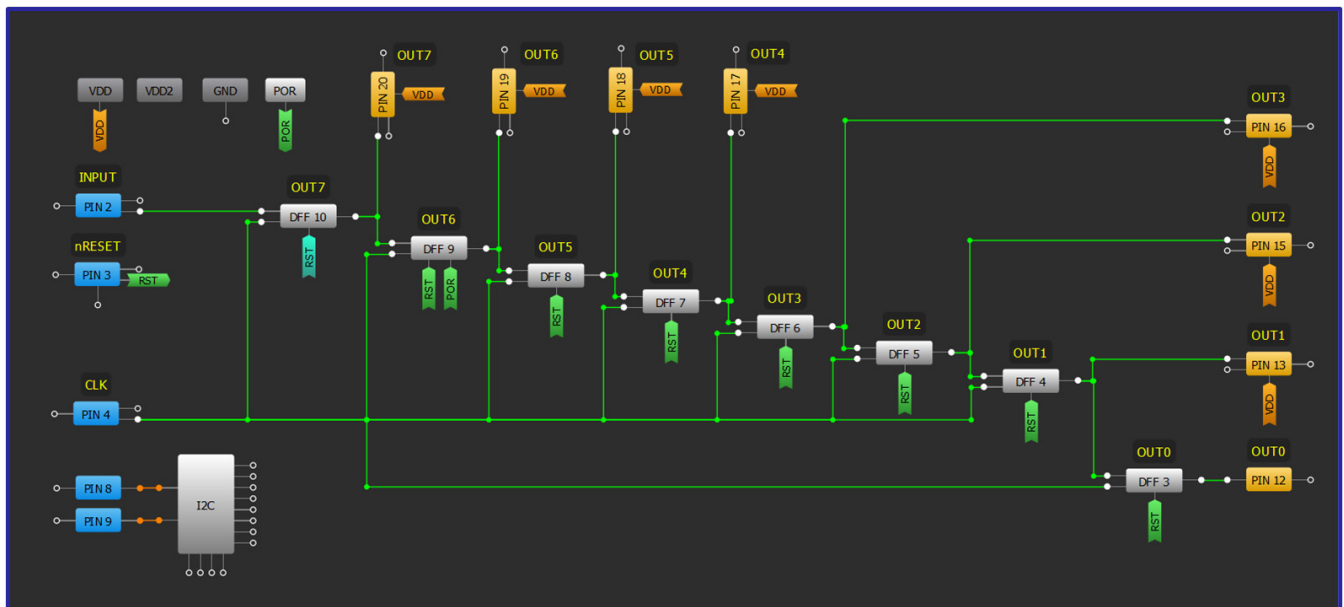 OUT7
OUT6
OUT5
OUT4
VDD
VDD2
GND
POR
PIN 20
VDD
PIN 19
VDD
PIN 18
VDD
PIN 17
VDD
OUT3
PIN 16
VDD
VDD
POR
INPUT
PIN 2
OUT7
DFF 10
RST
nRESET
PIN 3
RST
OUT6
DFF 9
RST
POR
OUT5
DFF 8
RST
OUT4
DFF 7
RST
OUT3
DFF 6
RST
OUT2
DFF 5
RST
OUT1
DFF 4
RST
OUT2
PIN 15
VDD
OUT1
PIN 13
VDD
CLK
PIN 4
OUT0
DFF 3
RST
OUT0
PIN 12
PIN 8
PIN 9
I2C